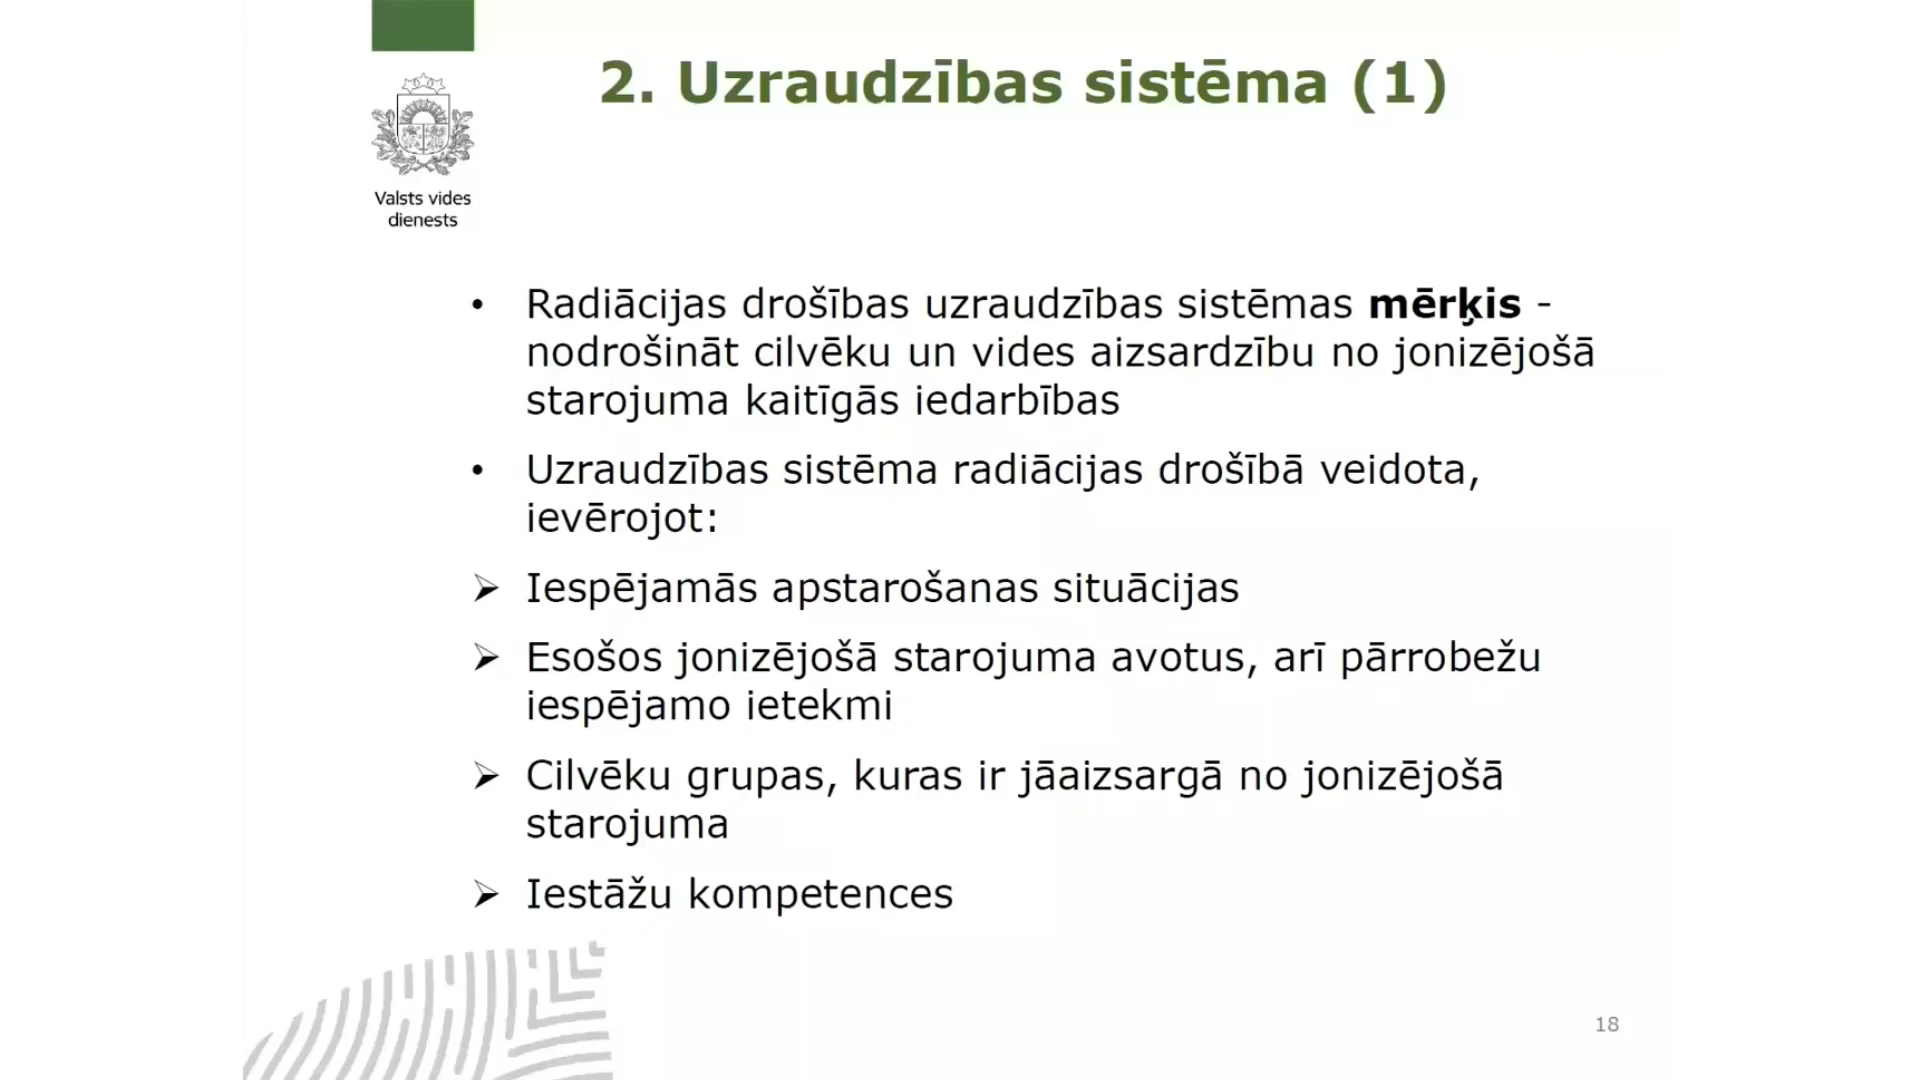 2. Uzraudzības sistēma (1)
Valsts vides
dienests
• Radiācijas drošības uzraudzības sistēmas mērķis -
nodrošināt cilvēku un vides aizsardzību no jonizējošā
starojuma kaitīgās iedarbības
• Uzraudzības sistēma radiācijas drošībā veidota,
ievērojot:
➢ Iespējamās apstarošanas situācijas
➢ Esošos jonizējošā starojuma avotus, arī pārrobežu
iespējamo ietekmi
➢ Cilvēku grupas, kuras ir jāaizsargā no jonizējošā
starojuma
➢ Iestāžu kompetences
18